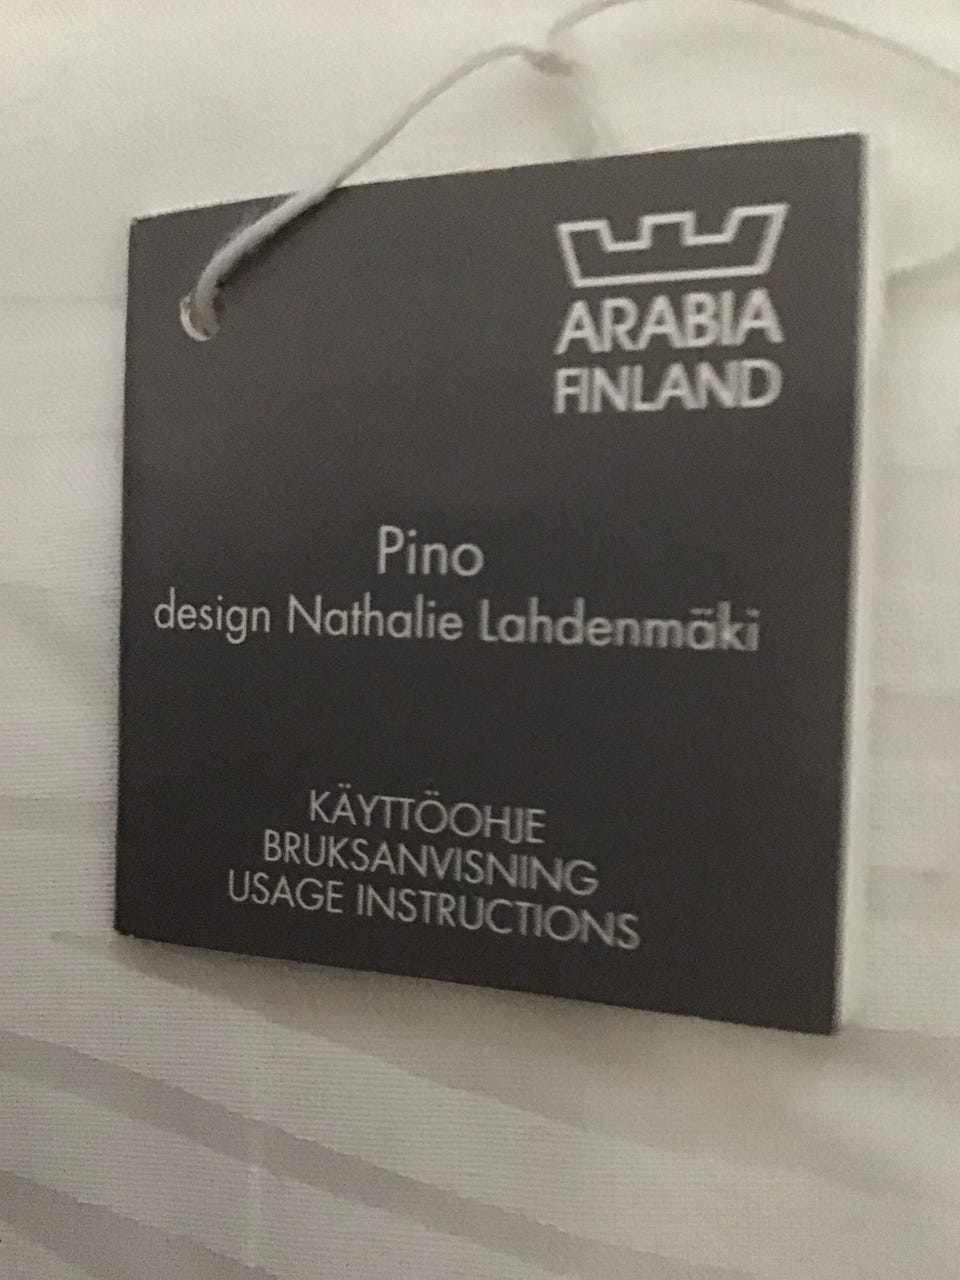 ARABIA
FINLAND
Pino
design Nathalie Lahdenmäki
KÄYTTÖOHJE
BRUKSANVISNING
USAGE INSTRUCTIONS